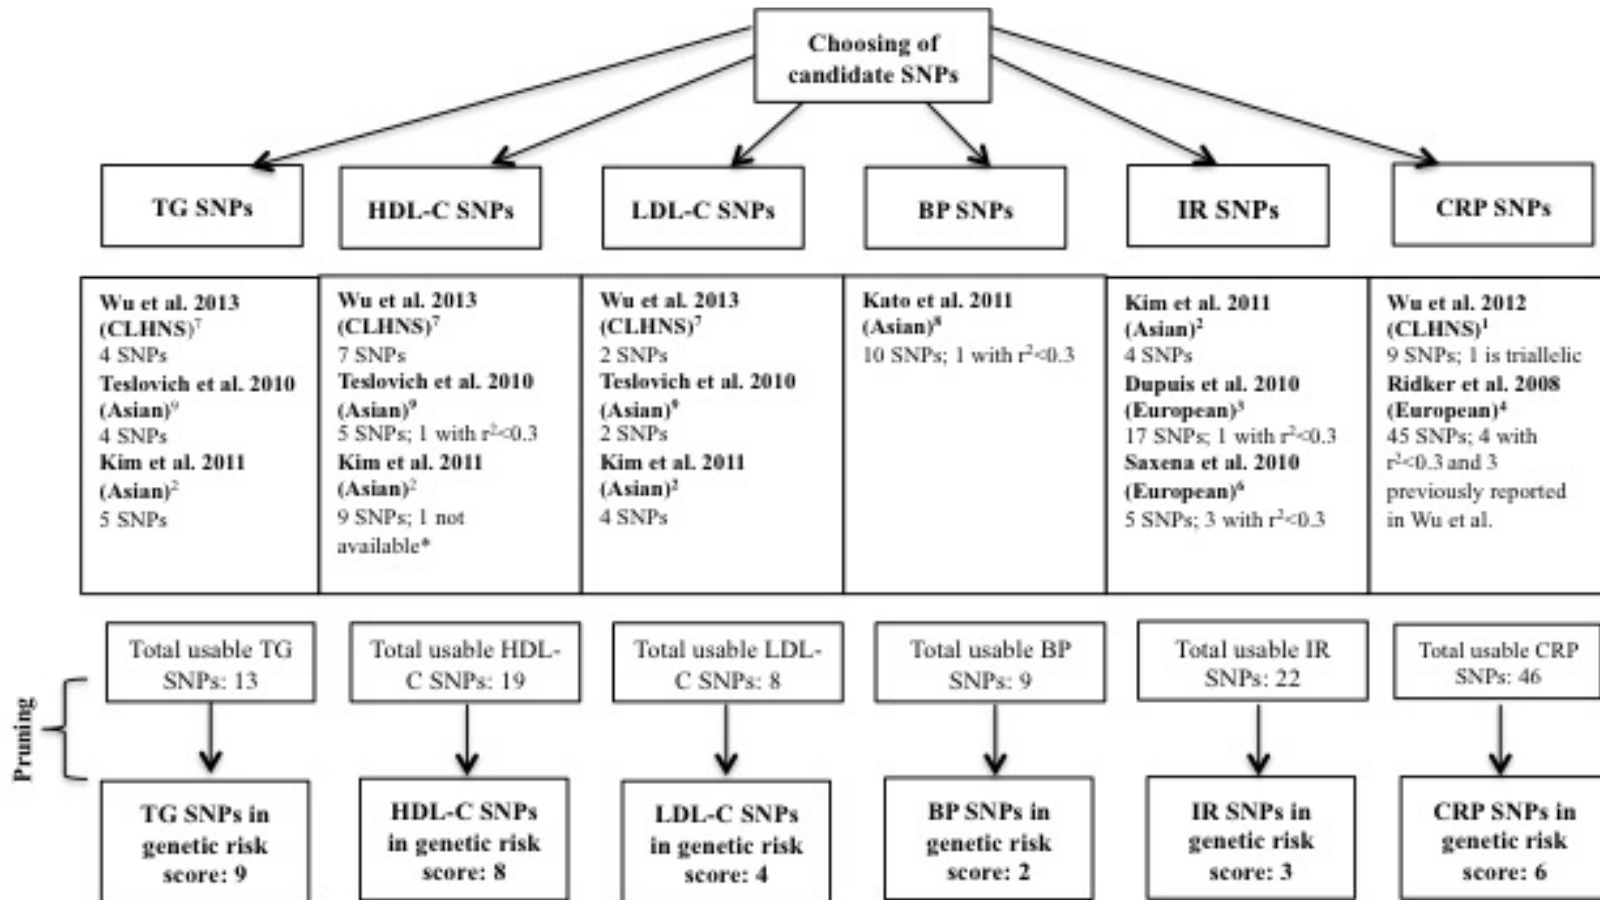 Choosing of
candidate SNPs
TG SNPs
HDL-C SNPs
LDL-C SNPs
BP SNPs
IR SNPs
CRP SNPs
Wu et al. 2013
(CLHNS)⁷
4 SNPs
Teslovich et al. 2010
(Asian)⁹
4 SNPs
Kim et al. 2011
(Asian)²
5 SNPs
Wu et al. 2013
(CLHNS)⁷
7 SNPs
Teslovich et al. 2010
(Asian)⁹
5 SNPs; 1 with r²<0.3
Kim et al. 2011
(Asian)²
9 SNPs; 1 not
available*
Wu et al. 2013
(CLHNS)⁷
2 SNPs
Teslovich et al. 2010
(Asian)⁹
2 SNPs
Kim et al. 2011
(Asian)²
4 SNPs
Kato et al. 2011
(Asian)⁸
10 SNPs; 1 with r²<0.3
Kim et al. 2011
(Asian)²
4 SNPs
Dupuis et al. 2010
(European)³
17 SNPs; 1 with r²<0.3
Saxena et al. 2010
(European)⁶
5 SNPs; 3 with r²<0.3
Wu et al. 2012
(CLHNS)¹
9 SNPs; 1 is triallelic
Ridker et al. 2008
(European)⁴
45 SNPs; 4 with
r²<0.3 and 3
previously reported
in Wu et al.
Total usable TG
SNPs: 13
Total usable HDL-
C SNPs: 19
Total usable LDL-
C SNPs: 8
Total usable BP
SNPs: 9
Total usable IR
SNPs: 22
Total usable CRP
SNPs: 46
Pruning
TG SNPs in
genetic risk
score: 9
HDL-C SNPs
in genetic risk
score: 8
LDL-C SNPs
in genetic risk
score: 4
BP SNPs in
genetic risk
score: 2
IR SNPs in
genetic risk
score: 3
CRP SNPs in
genetic risk
score: 6